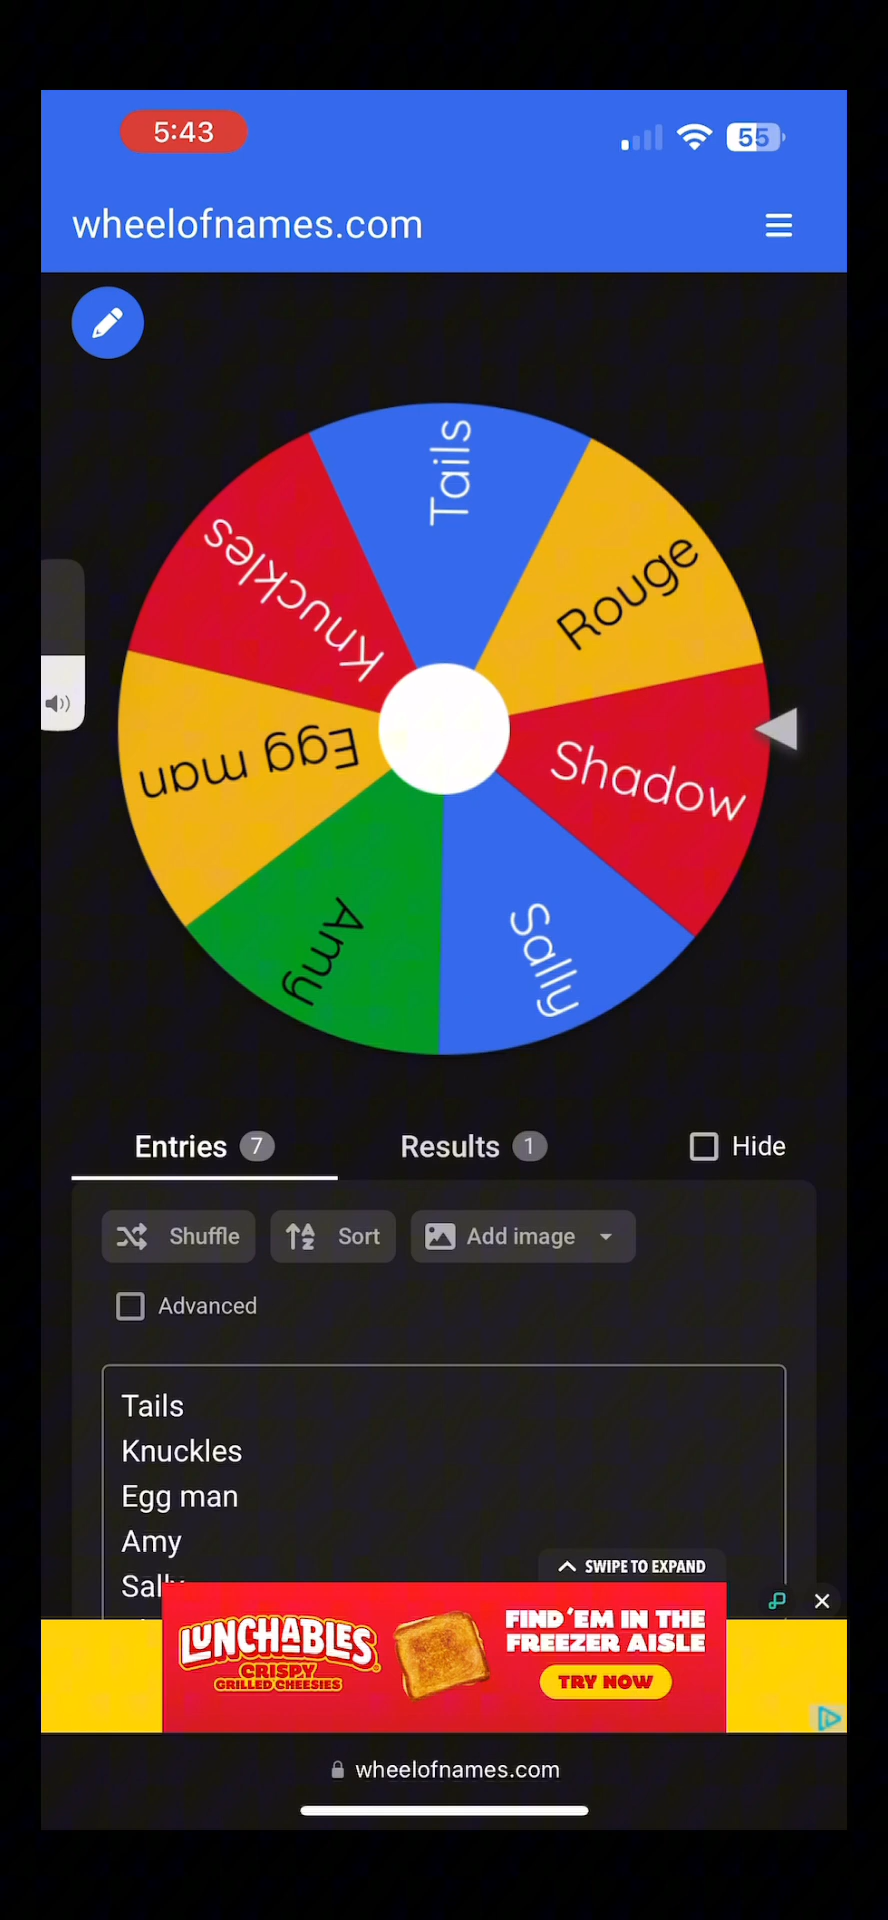 5:43
55
wheelofnames.com
Tails
Rouge
Knuckles
Shadow
Egg man
Sally
Amy
Entries 7
Results 1
Hide
Shuffle
Sort
Add image
Advanced
Tails
Knuckles
Egg man
Amy
Sally
SWIPE TO EXPAND
LUNCHABLES
CRISPY
GRILLED CHEESIES
FIND 'EM IN THE
FREEZER AISLE
TRY NOW
wheelofnames.com